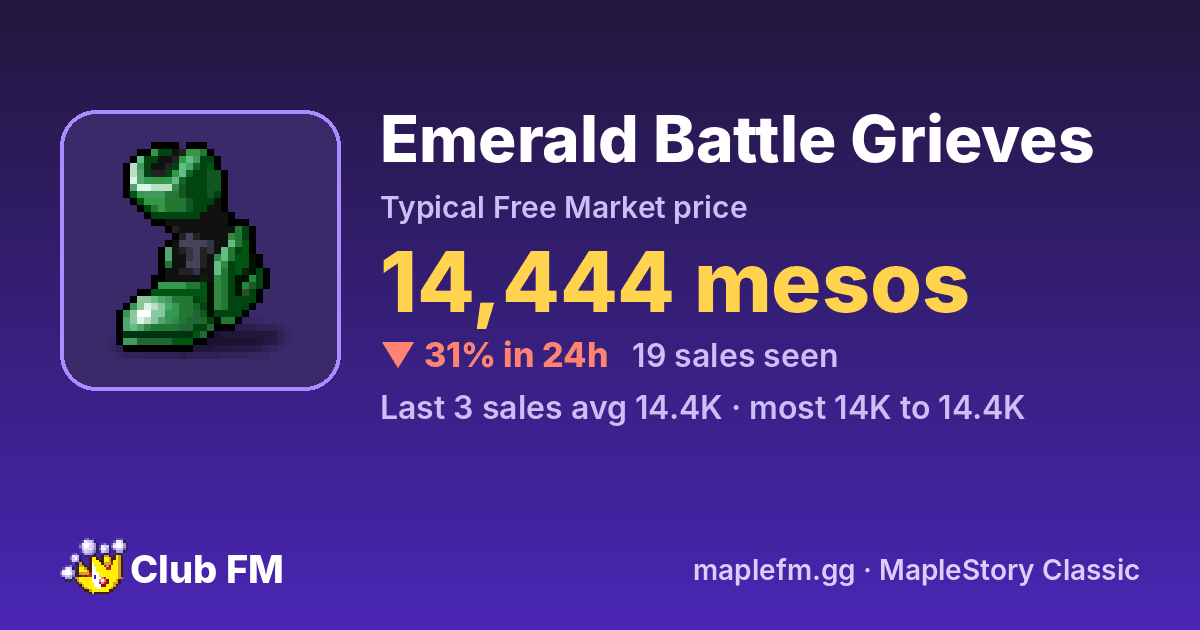 Emerald Battle Grieves
Typical Free Market price
14,444 mesos
▼ 31% in 24h 19 sales seen
Last 3 sales avg 14.4K · most 14K to 14.4K
Club FM
maplefm.gg · MapleStory Classic